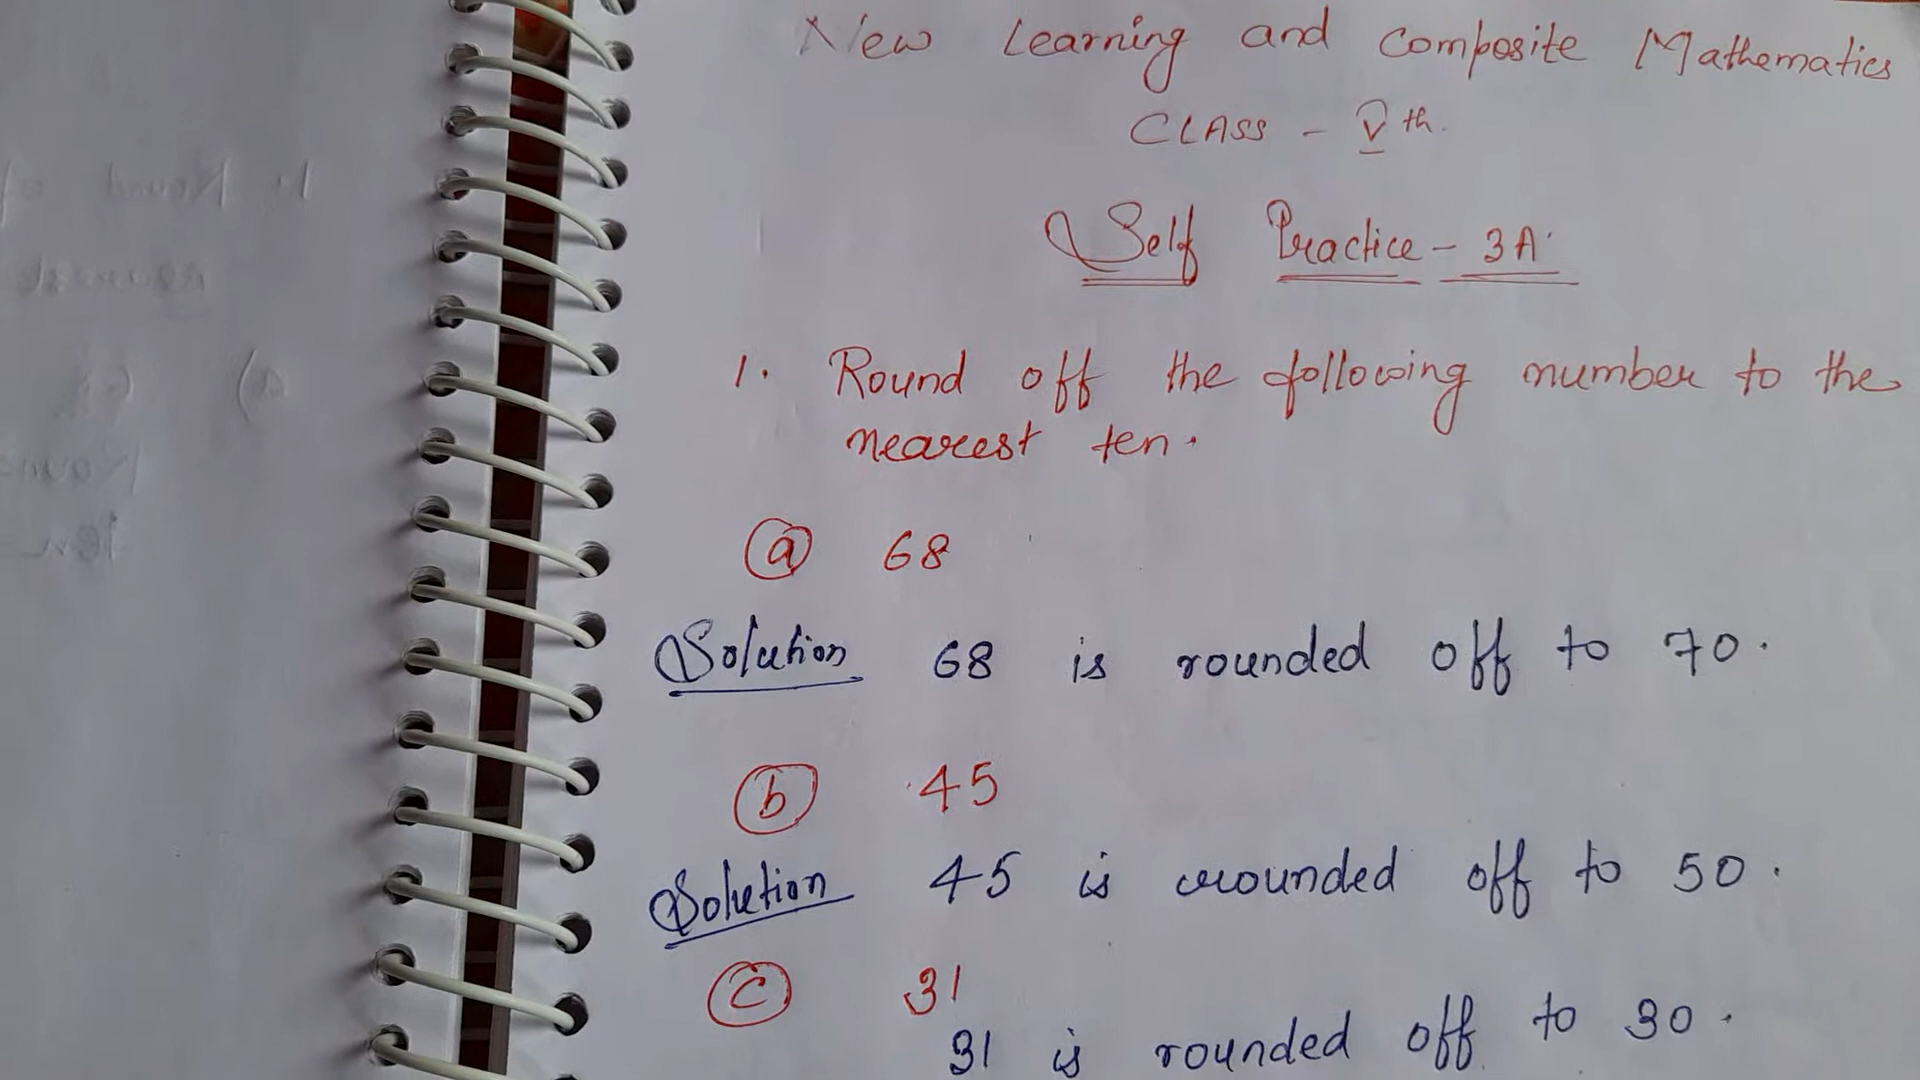 New Learning and Composite Mathematics
CLASS - Vth.
Self Practice - 3A
1. Round off the following number to the
nearest ten.
(a) 68
Solution 68 is rounded off to 70.
(b) 45
Solution 45 is rounded off to 50.
(c) 31
31 is rounded off to 30.